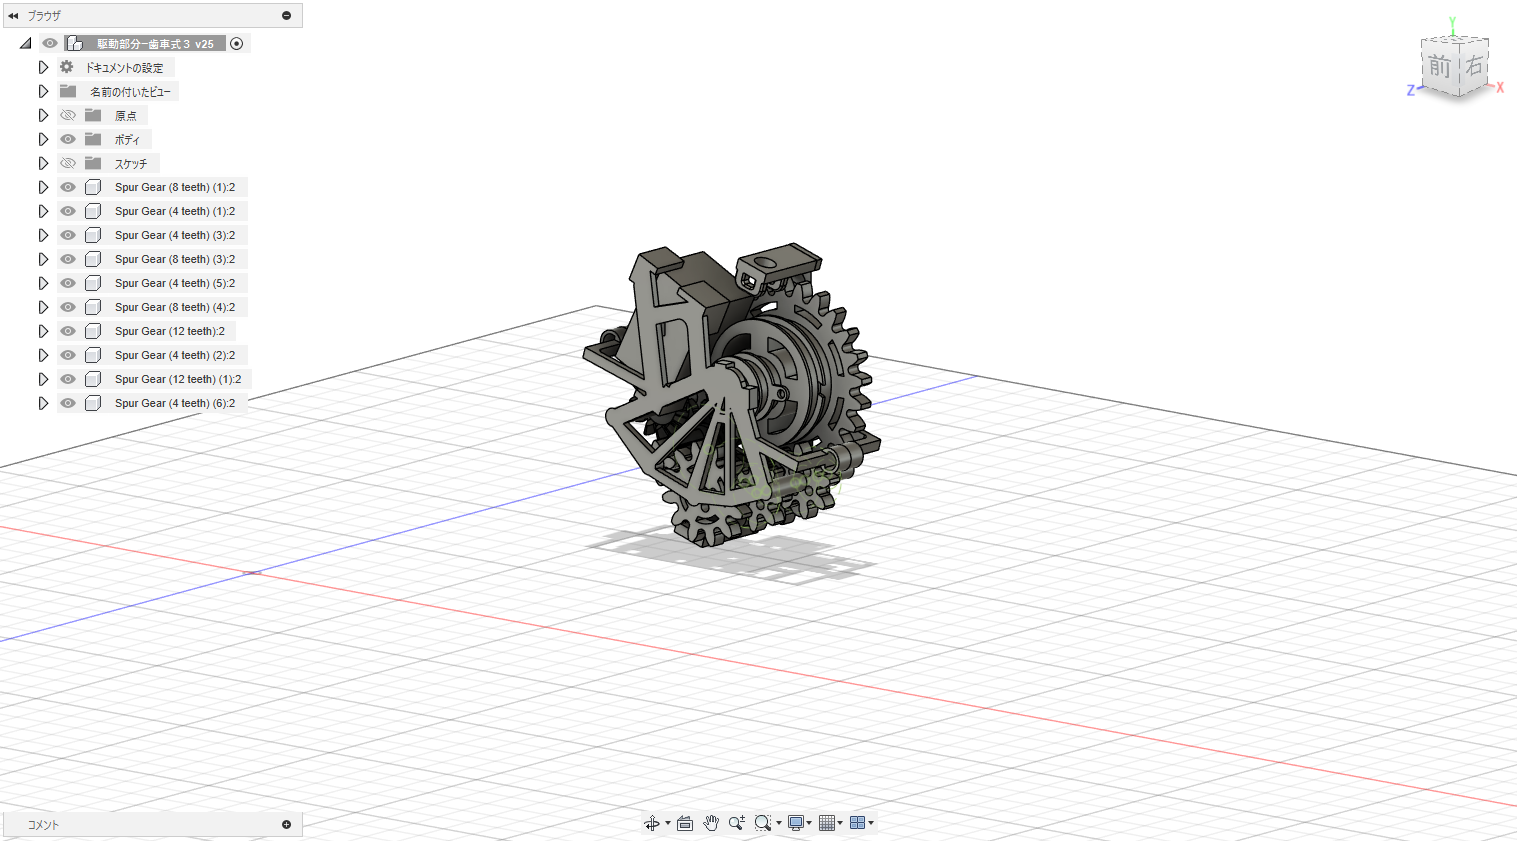 ブラウザ
駆動部分-歯車式3 v25
ドキュメントの設定
名前の付いたビュー
原点
ボディ
スケッチ
Spur Gear (8 teeth) (1):2
Spur Gear (4 teeth) (1):2
Spur Gear (4 teeth) (3):2
Spur Gear (8 teeth) (3):2
Spur Gear (4 teeth) (5):2
Spur Gear (8 teeth) (4):2
Spur Gear (12 teeth):2
Spur Gear (4 teeth) (2):2
Spur Gear (12 teeth) (1):2
Spur Gear (4 teeth) (6):2
Y
前 右
Z X
コメント